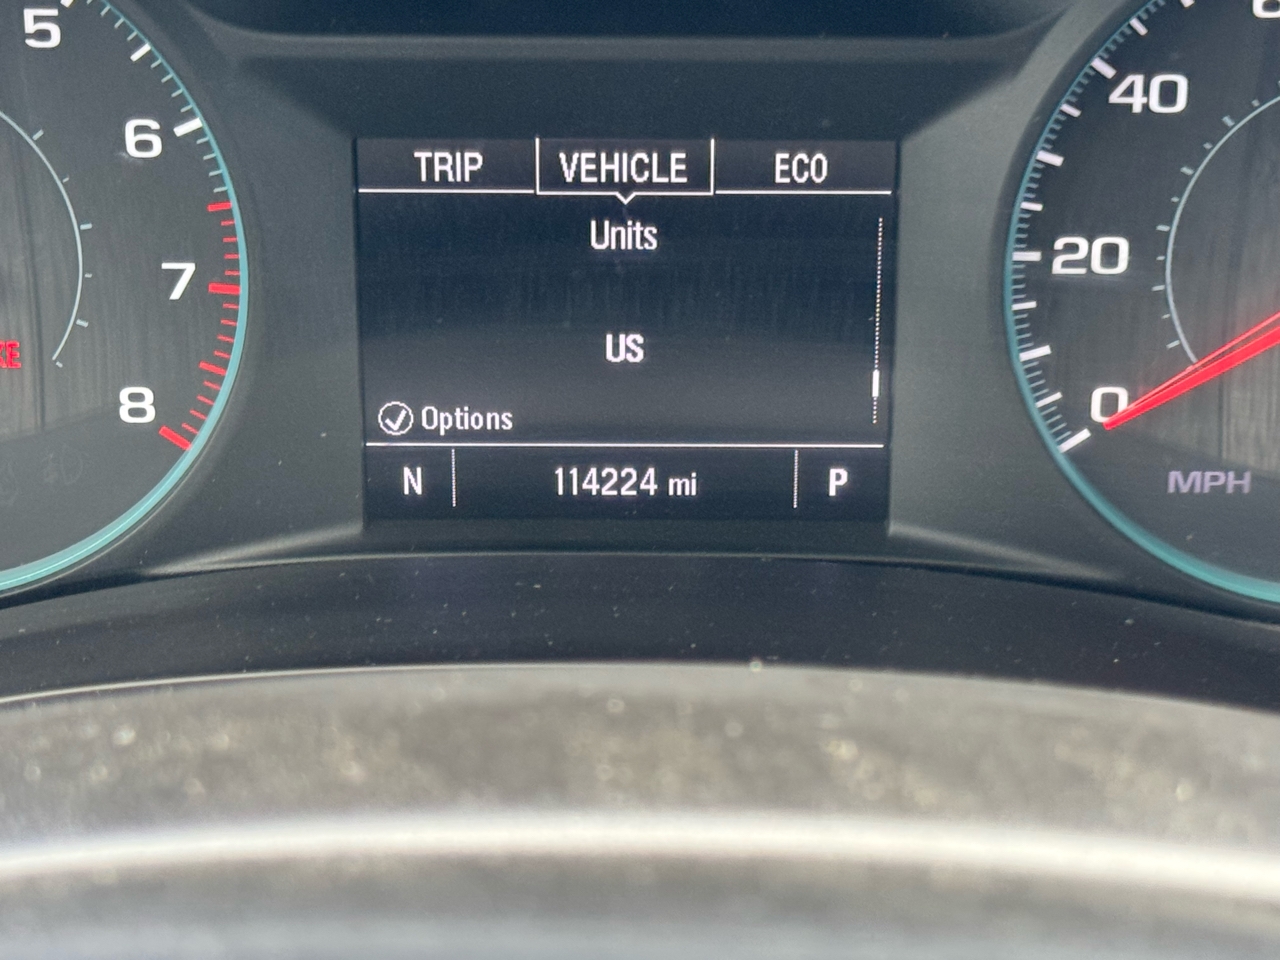 TRIP VEHICLE ECO
Units
US
Options
N 114224 mi P
5
6
7
8
40
20
0
MPH